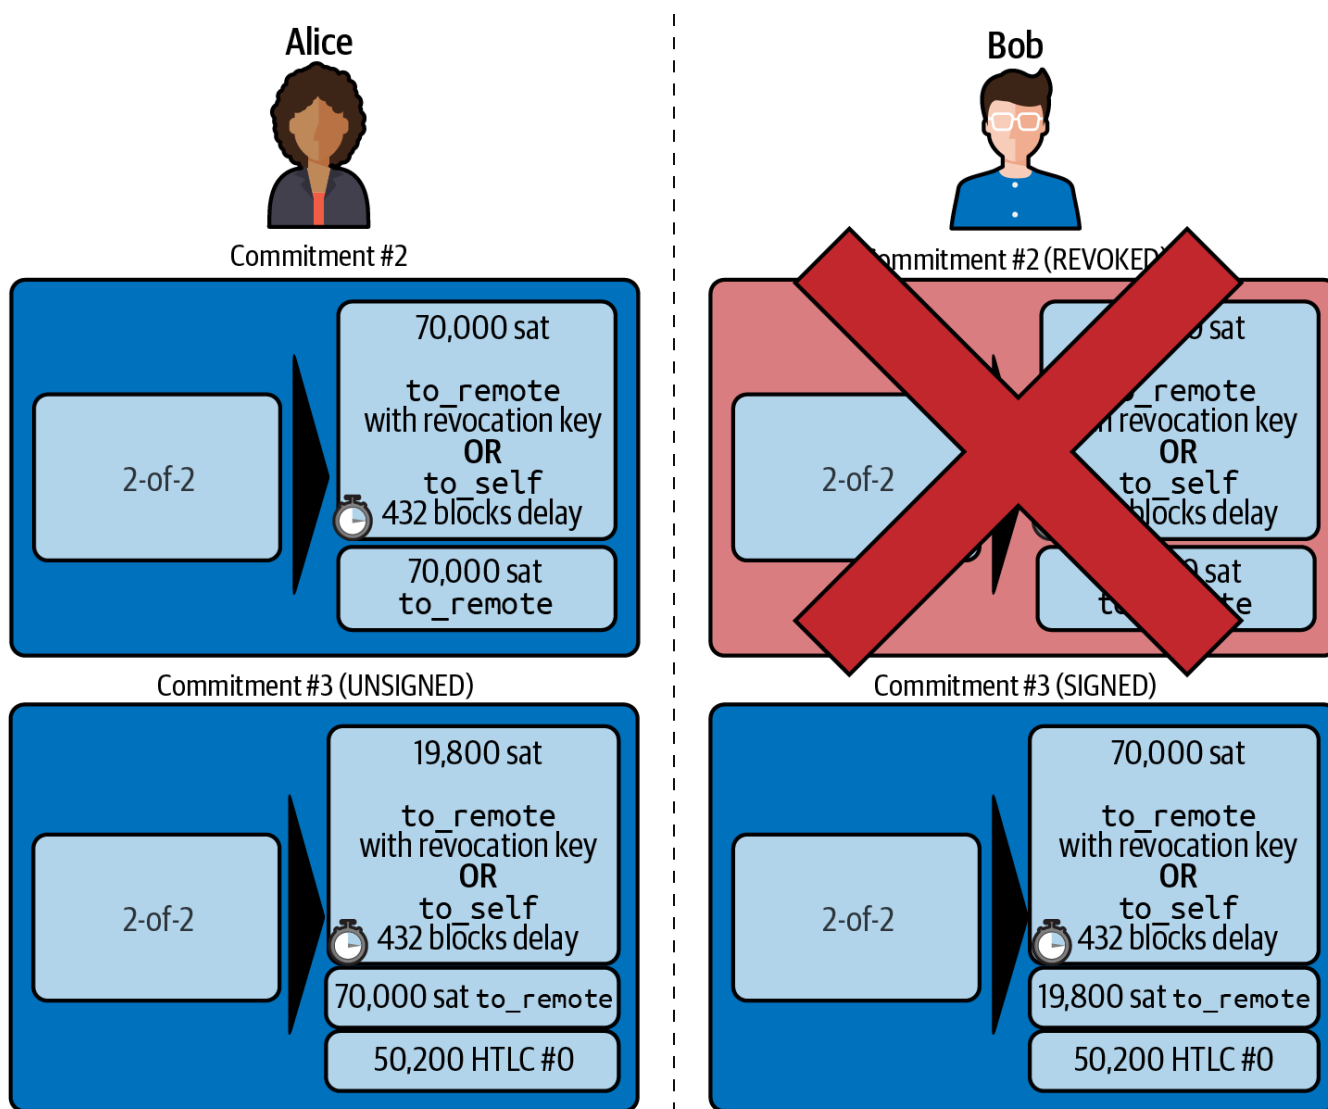 Alice
Bob
Commitment #2
70,000 sat
to_remote
with revocation key
OR
to_self
432 blocks delay
2-of-2
70,000 sat
to_remote
#2 (REVOKED)
sat
revocation key
OR
to_self
blocks delay
2-of-2
sat
Commitment #3 (UNSIGNED)
19,800 sat
to_remote
with revocation key
OR
to_self
432 blocks delay
2-of-2
70,000 sat to_remote
50,200 HTLC #0
Commitment #3 (SIGNED)
70,000 sat
to_remote
with revocation key
OR
to_self
432 blocks delay
2-of-2
19,800 sat to_remote
50,200 HTLC #0